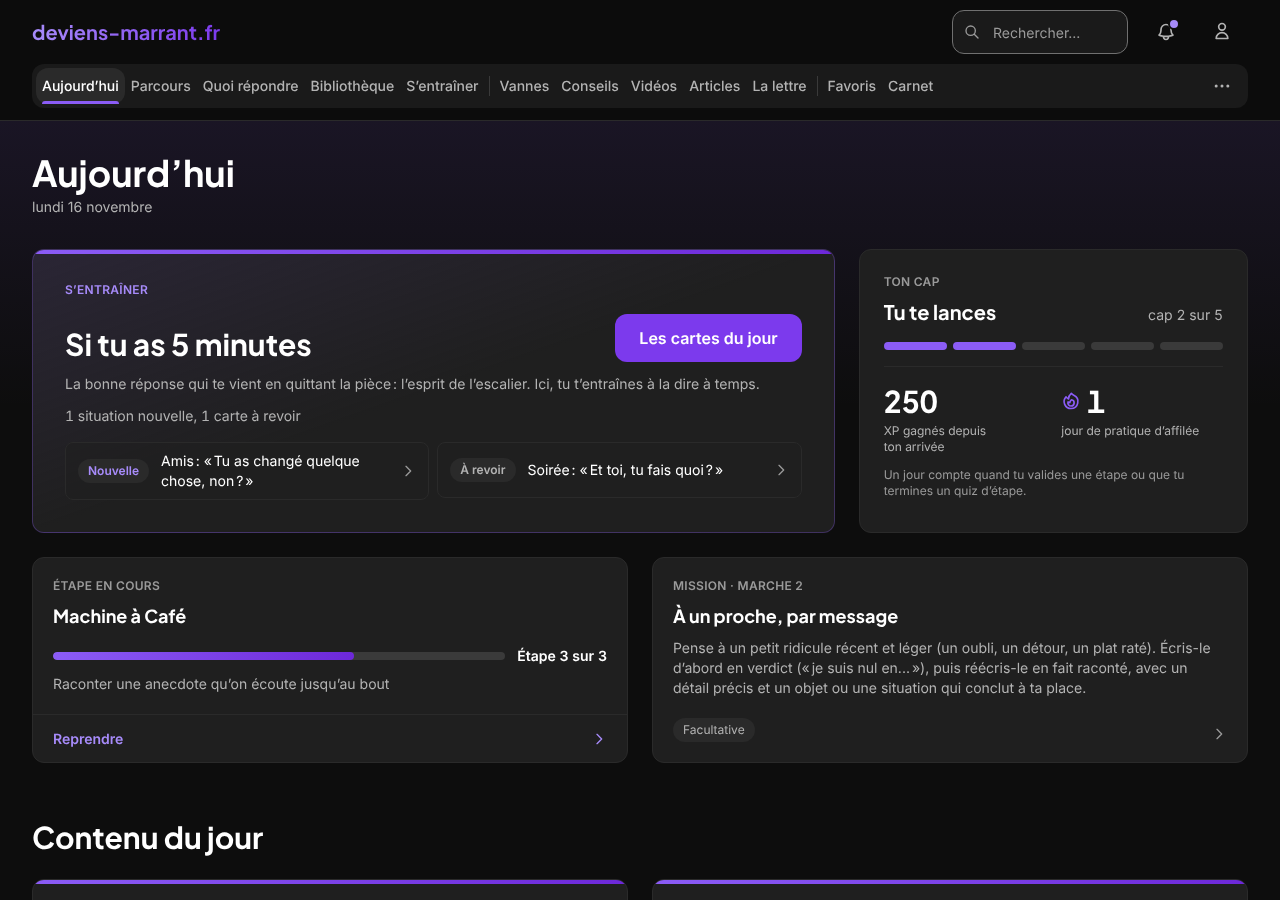 deviens-marrant.fr
Rechercher...
Aujourd’hui Parcours Quoi répondre Bibliothèque S’entraîner Vannes Conseils Vidéos Articles La lettre Favoris Carnet
Aujourd’hui
lundi 16 novembre
S’ENTRAÎNER
Si tu as 5 minutes
Les cartes du jour
La bonne réponse qui te vient en quittant la pièce : l’esprit de l’escalier. Ici, tu t’entraînes à la dire à temps.
1 situation nouvelle, 1 carte à revoir
Nouvelle
Amis : « Tu as changé quelque
chose, non ? »
À revoir
Soirée : « Et toi, tu fais quoi ? »
TON CAP
Tu te lances
cap 2 sur 5
250
XP gagnés depuis
ton arrivée
1
jour de pratique d’affilée
Un jour compte quand tu valides une étape ou que tu
termines un quiz d’étape.
ÉTAPE EN COURS
Machine à Café
Étape 3 sur 3
Raconter une anecdote qu’on écoute jusqu’au bout
Reprendre
MISSION · MARCHE 2
À un proche, par message
Pense à un petit ridicule récent et léger (un oubli, un détour, un plat raté). Écris-le
d’abord en verdict (« je suis nul en… »), puis réécris-le en fait raconté, avec un
détail précis et un objet ou une situation qui conclut à ta place.
Facultative
Contenu du jour